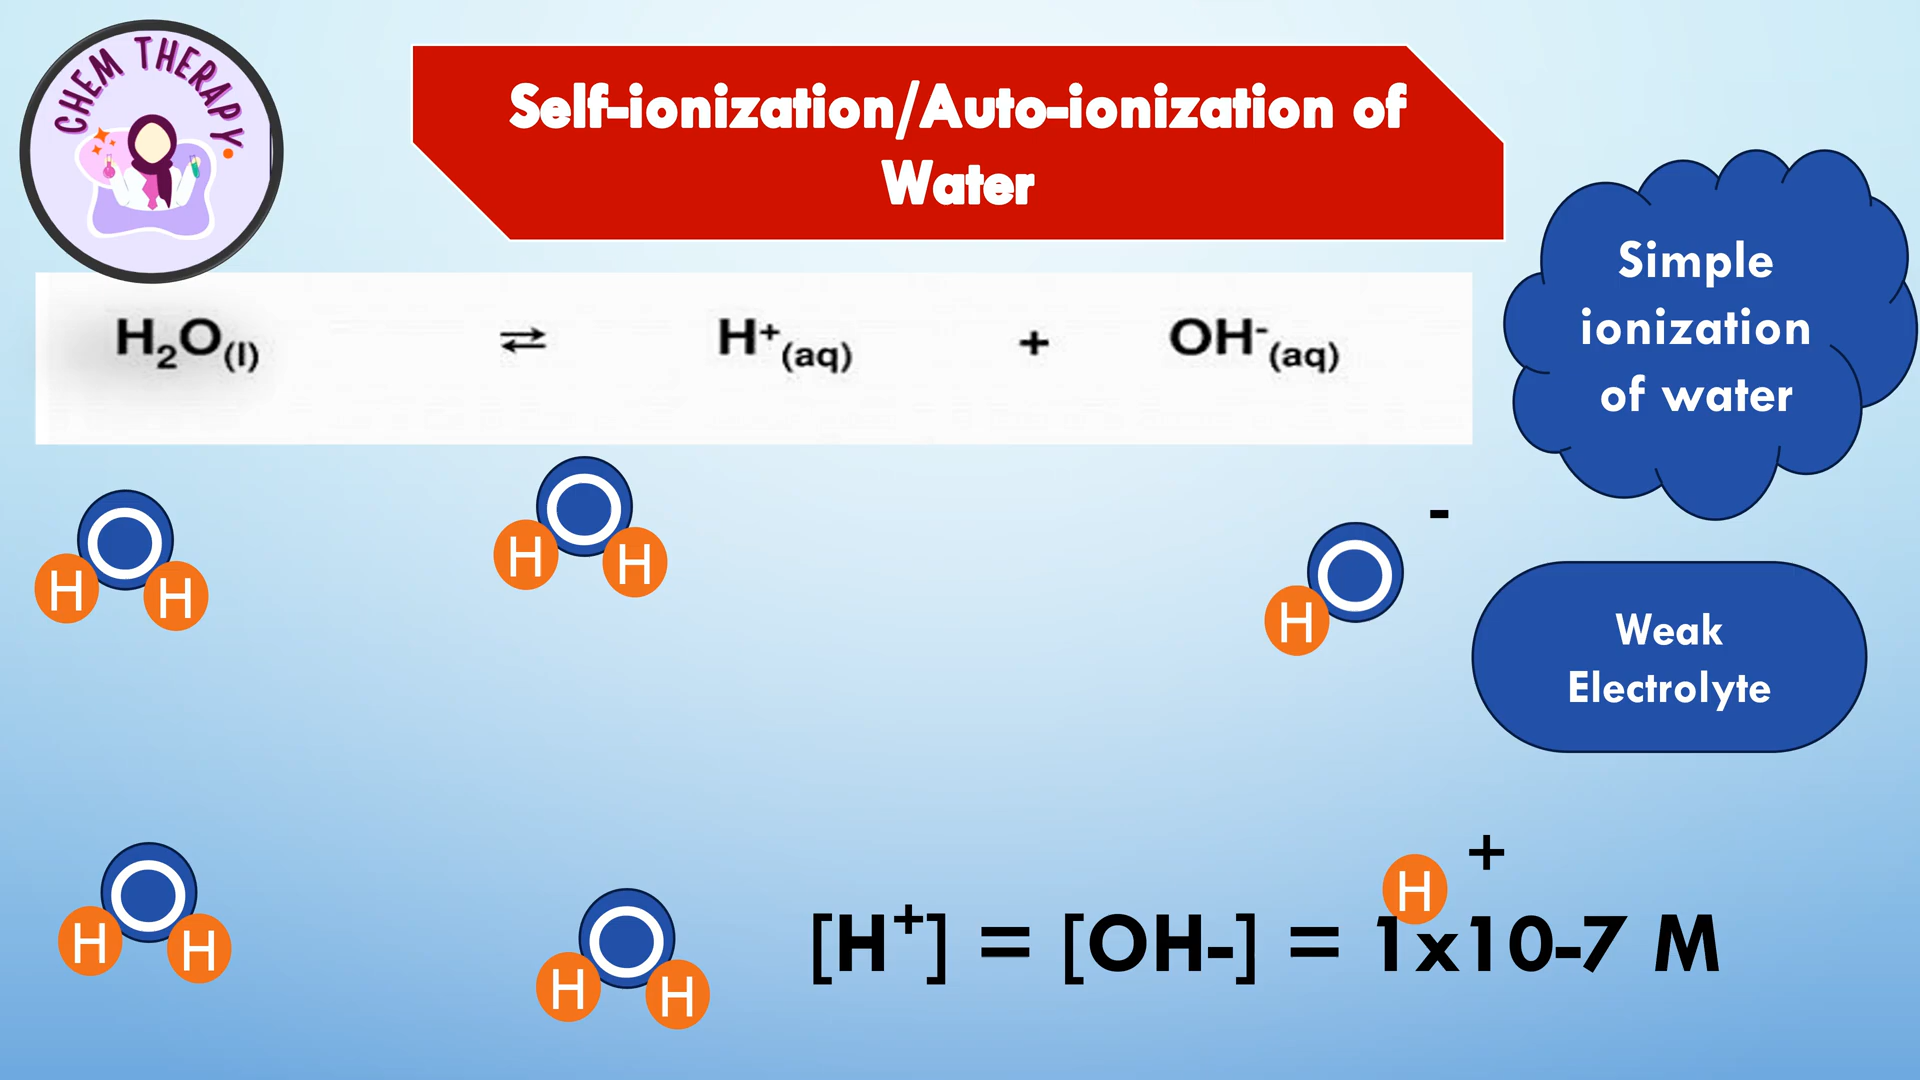 CHEM THERAPY
Self-ionization/Auto-ionization of
Water
H₂O(l) ⇌ H⁺(aq) + OH⁻(aq)
Simple
ionization
of water
O
H H
O
H H
O -
H
Weak
Electrolyte
O
H H
O
H H
H +
[H⁺] = [OH-] = 1x10-7 M